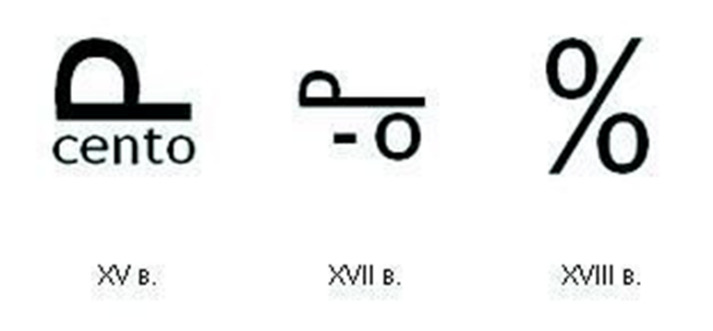 P
cento
P
- o
%
XV в.
XVII в.
XVIII в.